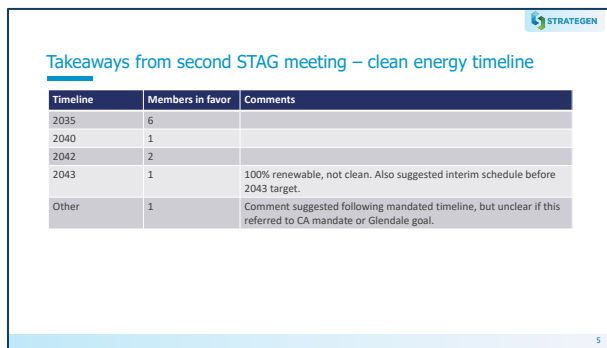 STRATEGEN
Takeaways from second STAG meeting – clean energy timeline
Timeline Members in favor Comments
2035 6
2040 1
2042 2
2043 1 100% renewable, not clean. Also suggested interim schedule before
2043 target.
Other 1 Comment suggested following mandated timeline, but unclear if this
referred to CA mandate or Glendale goal.
5